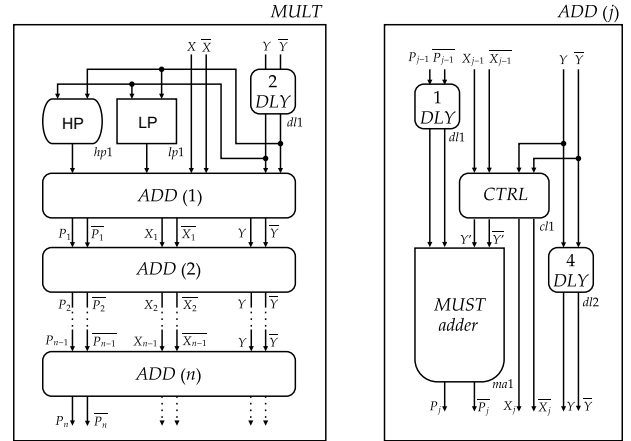 MULT
X X̅ Y Y̅
2
DLY
dl1
HP
LP
hp1
lp1
ADD (1)
P₁ P̅₁ X₁ X̅₁ Y Y̅
ADD (2)
P₂ P̅₂ X₂ X̅₂ Y Y̅
Pₙ₋₁ P̅ₙ₋₁ Xₙ₋₁ X̅ₙ₋₁ Y Y̅
ADD (n)
Pₙ P̅ₙ
ADD (j)
Pⱼ₋₁ P̅ⱼ₋₁ Xⱼ₋₁ X̅ⱼ₋₁ Y Y̅
1
DLY
dl1
CTRL
cl1
Y' Y̅'
4
DLY
dl2
MUST
adder
ma1
Pⱼ P̅ⱼ Xⱼ X̅ⱼ Y Y̅